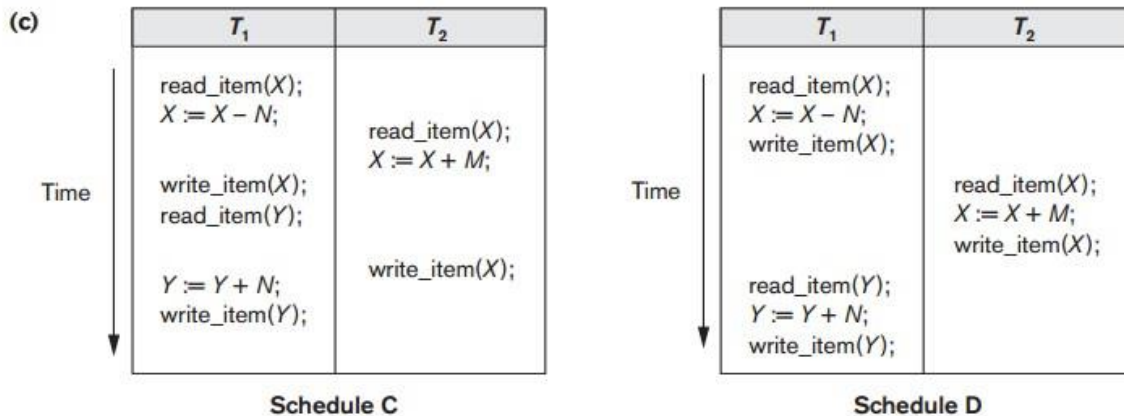 (c)
T₁ T₂
read_item(X);
X := X – N;
read_item(X);
X := X + M;
Time
write_item(X);
read_item(Y);
write_item(X);
Y := Y + N;
write_item(Y);
Schedule C
T₁ T₂
read_item(X);
X := X – N;
write_item(X);
Time
read_item(X);
X := X + M;
write_item(X);
read_item(Y);
Y := Y + N;
write_item(Y);
Schedule D